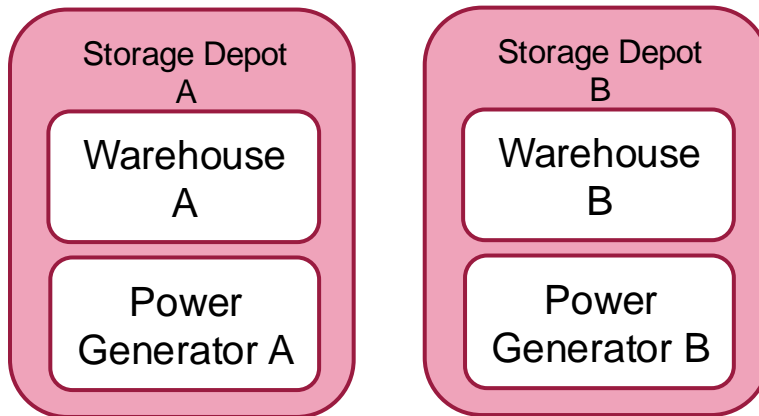 Storage Depot
A
Warehouse
A
Power
Generator A
Storage Depot
B
Warehouse
B
Power
Generator B